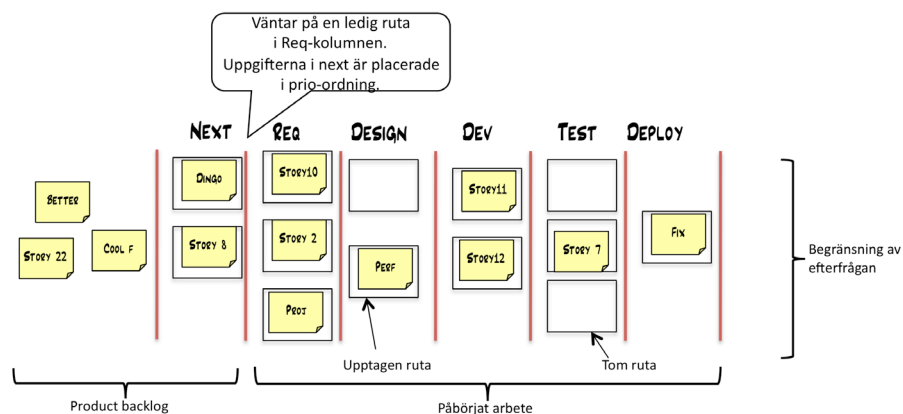 Väntar på en ledig ruta
i Req-kolumnen.
Uppgifterna i next är placerade
i prio-ordning.
NEXT
REQ
DESIGN
DEV
TEST
DEPLOY
BETTER
STORY 22
COOL F
DINGO
STORY 8
STORY10
STORY 2
PROJ
PERF
STORY11
STORY12
STORY 7
FIX
Begränsning av
efterfrågan
Upptagen ruta
Tom ruta
Product backlog
Påbörjat arbete